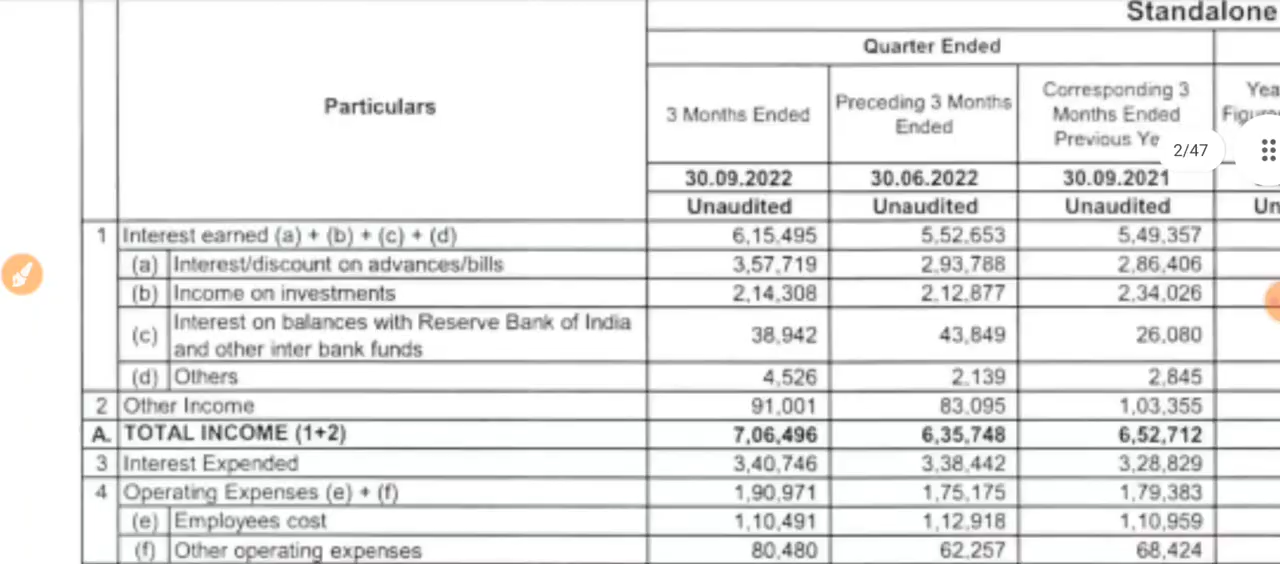 Standalone
Quarter Ended
Particulars 3 Months Ended Preceding 3 Months Ended Corresponding 3 Months Ended Previous Ye
2/47
30.09.2022 30.06.2022 30.09.2021
Unaudited Unaudited Unaudited Un
1 Interest earned (a) + (b) + (c) + (d) 6,15,495 5,52,653 5,49,357
(a) Interest/discount on advances/bills 3,57,719 2,93,788 2,86,406
(b) Income on investments 2,14,308 2,12,877 2,34,026
(c) Interest on balances with Reserve Bank of India and other inter bank funds 38,942 43,849 26,080
(d) Others 4,526 2,139 2,845
2 Other Income 91,001 83,095 1,03,355
A. TOTAL INCOME (1+2) 7,06,496 6,35,748 6,52,712
3 Interest Expended 3,40,746 3,38,442 3,28,829
4 Operating Expenses (e) + (f) 1,90,971 1,75,175 1,79,383
(e) Employees cost 1,10,491 1,12,918 1,10,959
(f) Other operating expenses 80,480 62,257 68,424